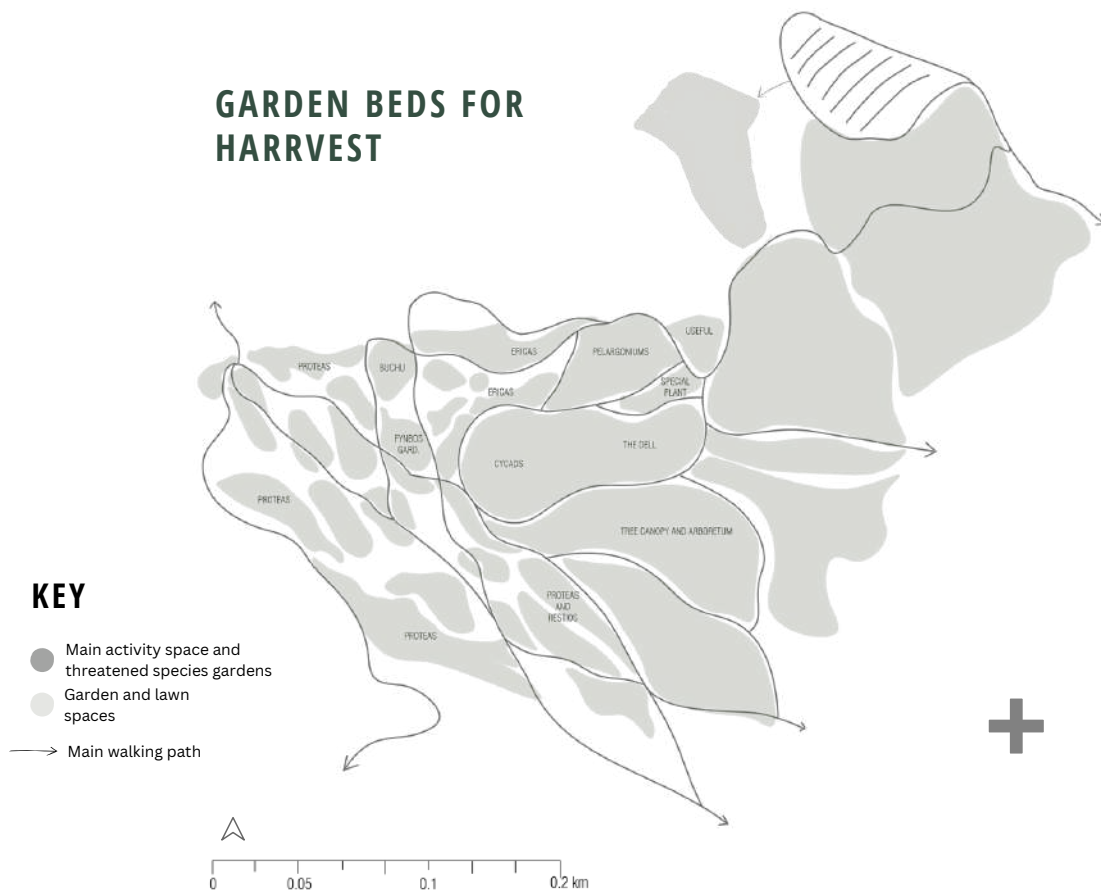 GARDEN BEDS FOR
HARRVEST
USEFUL
ERICAS
PELARGONIUMS
PROTEAS
BUCHU
SPECIAL
PLANT
ERICAS
FYNBOS
GARD.
THE DELL
CYCADS
PROTEAS
TREE CANOPY AND ARBORETUM
PROTEAS
AND
RESTIOS
PROTEAS
KEY
Main activity space and
threatened species gardens
Garden and lawn
spaces
Main walking path
0 0.05 0.1 0.2 km